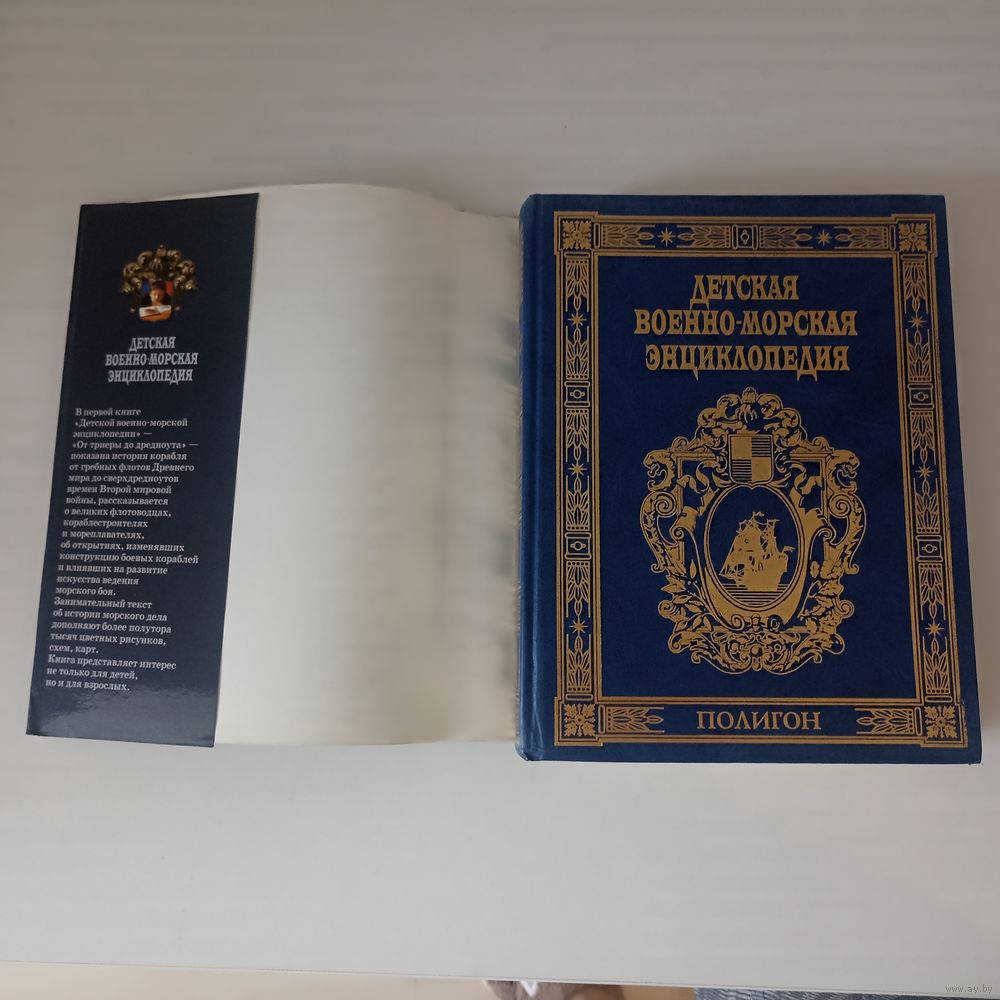 ДЕТСКАЯ
ВОЕННО-МОРСКАЯ
ЭНЦИКЛОПЕДИЯ
В первой книге
«Детской военно-морской
энциклопедии» —
«От триеры до дредноута» —
показана история корабля
от гребных флотов Древнего
мира до сверхдредноутов
времен Второй мировой
войны, рассказывается
о великих флотоводцах,
кораблестроителях
и мореплавателях,
об открытиях, изменявших
конструкцию боевых кораблей
и влиявших на развитие
искусства ведения
морского боя.
Занимательный текст
об истории морского дела
дополняют более полутора
тысяч цветных рисунков,
схем, карт.
Книга представляет интерес
не только для детей,
но и для взрослых.
ДЕТСКАЯ
ВОЕННО-МОРСКАЯ
ЭНЦИКЛОПЕДИЯ
ПОЛИГОН
www.ay.by